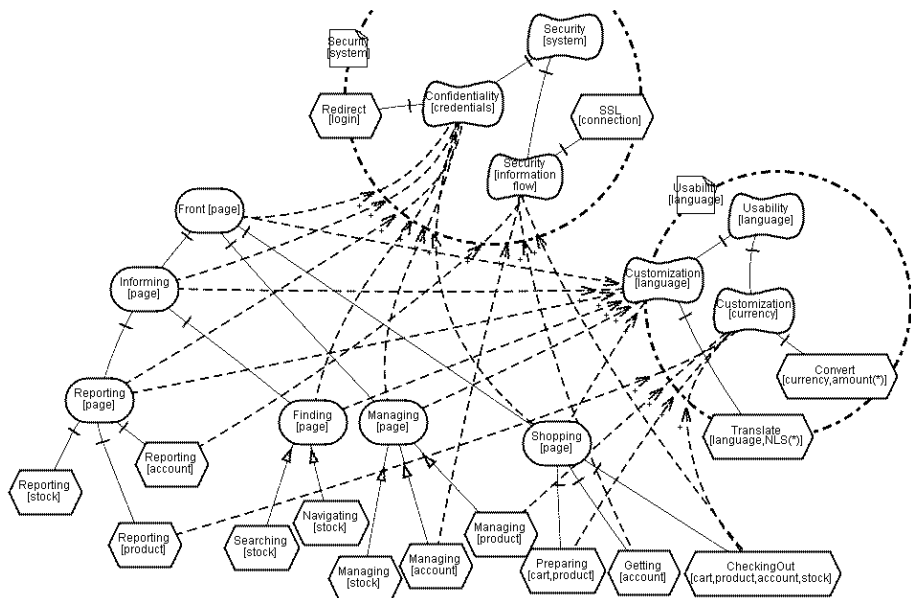 Security
[system]
Security
[system]
Confidentiality
[credentials]
Redirect
[login]
SSL
[connection]
Security
[information
flow]
Usability
[language]
Usability
[language]
Front [page]
Customization
[language]
Informing
[page]
Customization
[currency]
Convert
[currency,amount(*)]
Reporting
[page]
Finding
[page]
Managing
[page]
Shopping
[page]
Translate
[language,NLS(*)]
Reporting
[account]
Reporting
[stock]
Reporting
[product]
Searching
[stock]
Navigating
[stock]
Managing
[stock]
Managing
[account]
Managing
[product]
Preparing
[cart,product]
Getting
[account]
CheckingOut
[cart,product,account,stock]